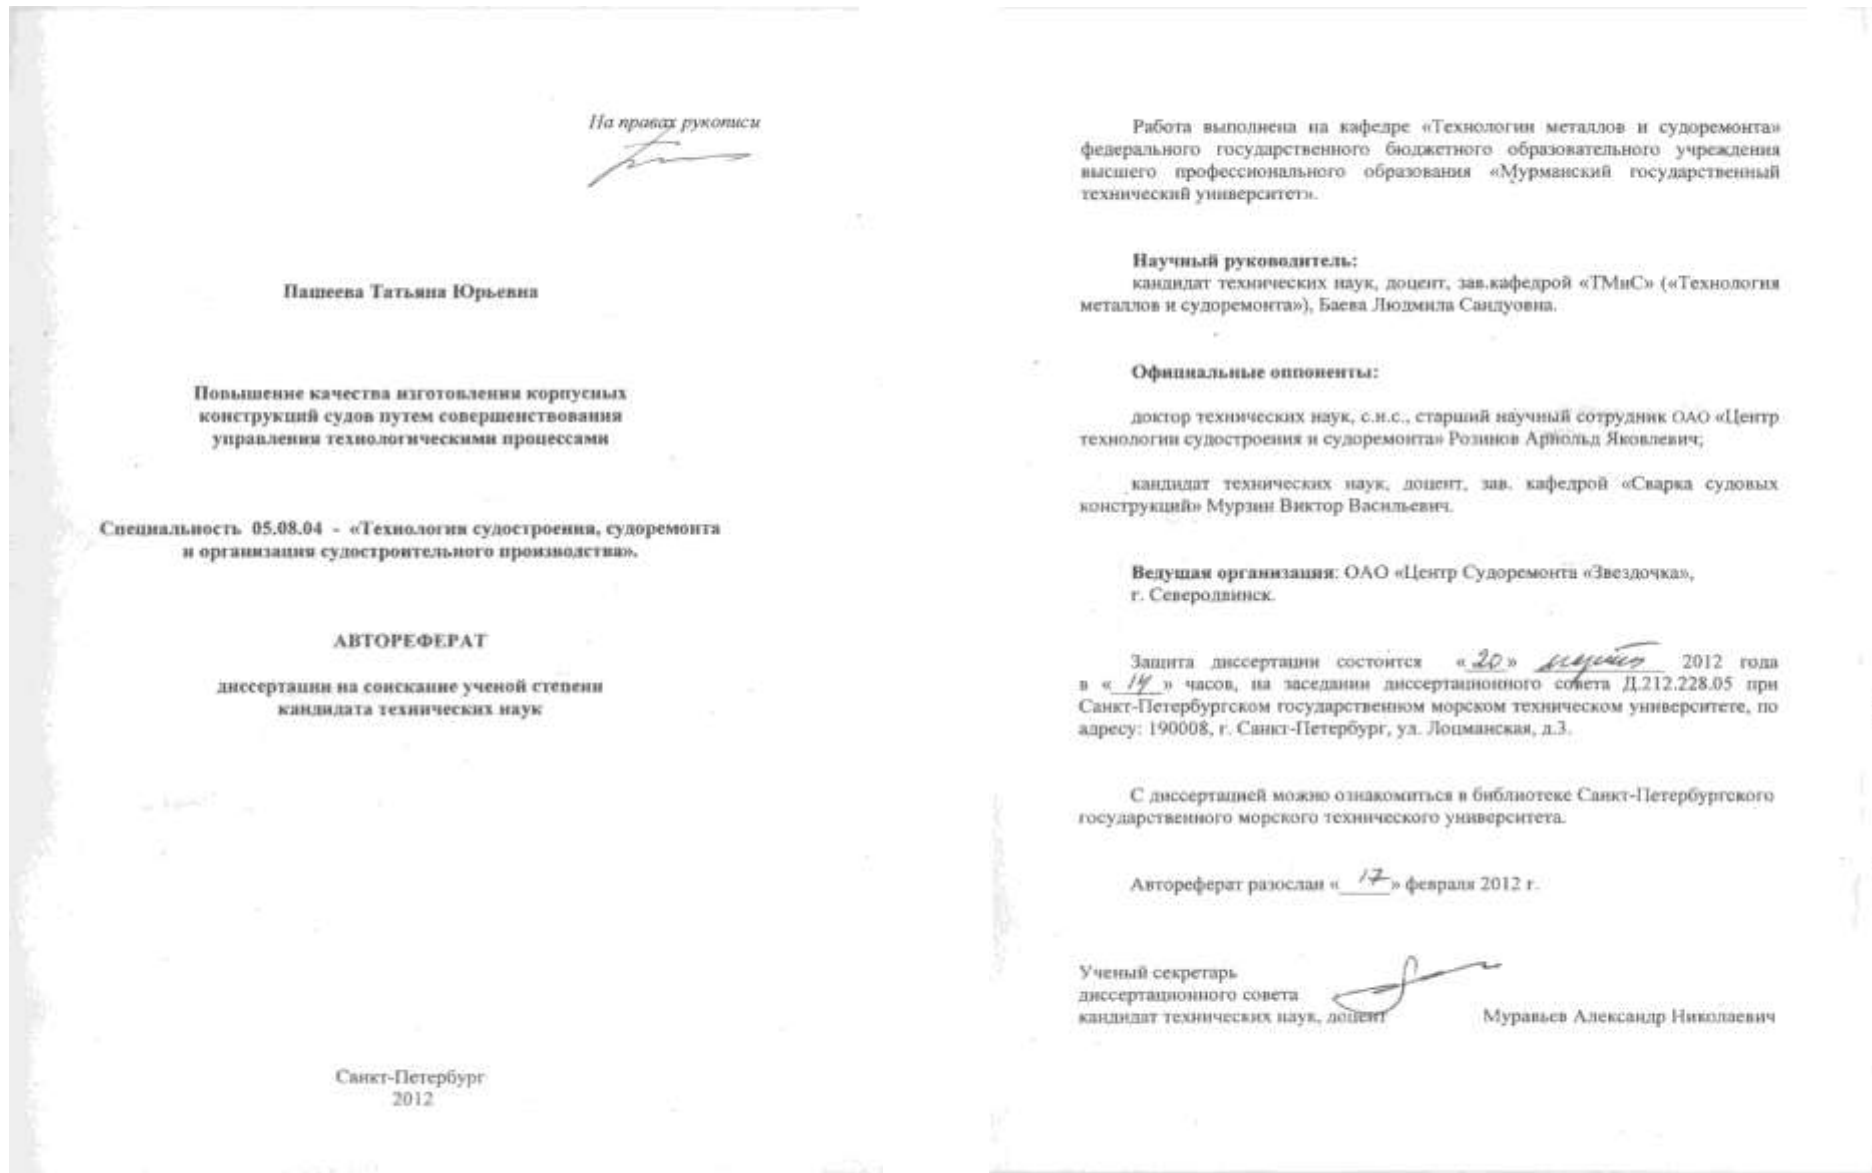 На правах рукописи
Пашеева Татьяна Юрьевна
Повышение качества изготовления корпусных
конструкций судов путем совершенствования
управления технологическими процессами
Специальность 05.08.04 - «Технология судостроения, судоремонта
и организация судостроительного производства».
АВТОРЕФЕРАТ
диссертации на соискание ученой степени
кандидата технических наук
Санкт-Петербург
2012
Работа выполнена на кафедре «Технологии металлов и судоремонта»
федерального государственного бюджетного образовательного учреждения
высшего профессионального образования «Мурманский государственный
технический университет».
Научный руководитель:
кандидат технических наук, доцент, зав.кафедрой «ТМиС» («Технология
металлов и судоремонта»), Баева Людмила Сандуовна.
Официальные оппоненты:
доктор технических наук, с.н.с., старший научный сотрудник ОАО «Центр
технологии судостроения и судоремонта» Розинов Арнольд Яковлевич;
кандидат технических наук, доцент, зав. кафедрой «Сварка судовых
конструкций» Мурзин Виктор Васильевич.
Ведущая организация: ОАО «Центр Судоремонта «Звездочка»,
г. Северодвинск.
Защита диссертации состоится «20» марта 2012 года
в «14» часов, на заседании диссертационного совета Д.212.228.05 при
Санкт-Петербургском государственном морском техническом университете, по
адресу: 190008, г. Санкт-Петербург, ул. Лоцманская, д.3.
С диссертацией можно ознакомиться в библиотеке Санкт-Петербургского
государственного морского технического университета.
Автореферат разослан «17» февраля 2012 г.
Ученый секретарь
диссертационного совета
кандидат технических наук, доцент Муравьев Александр Николаевич